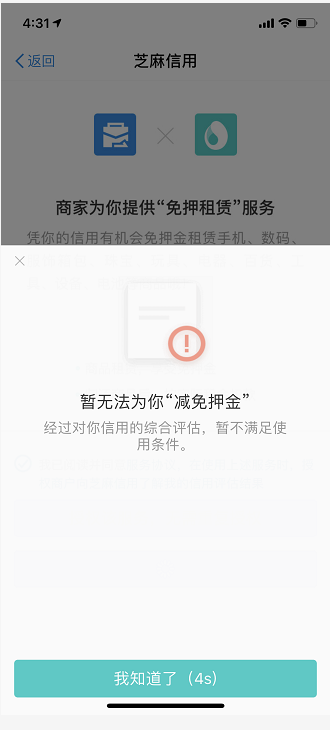 4:31
返回
芝麻信用
商家为你提供“免押租赁”服务
凭你的信用有机会免押金租赁手机、数码、
暂无法为你“减免押金”
经过对你信用的综合评估，暂不满足使
用条件。
我知道了（4s）